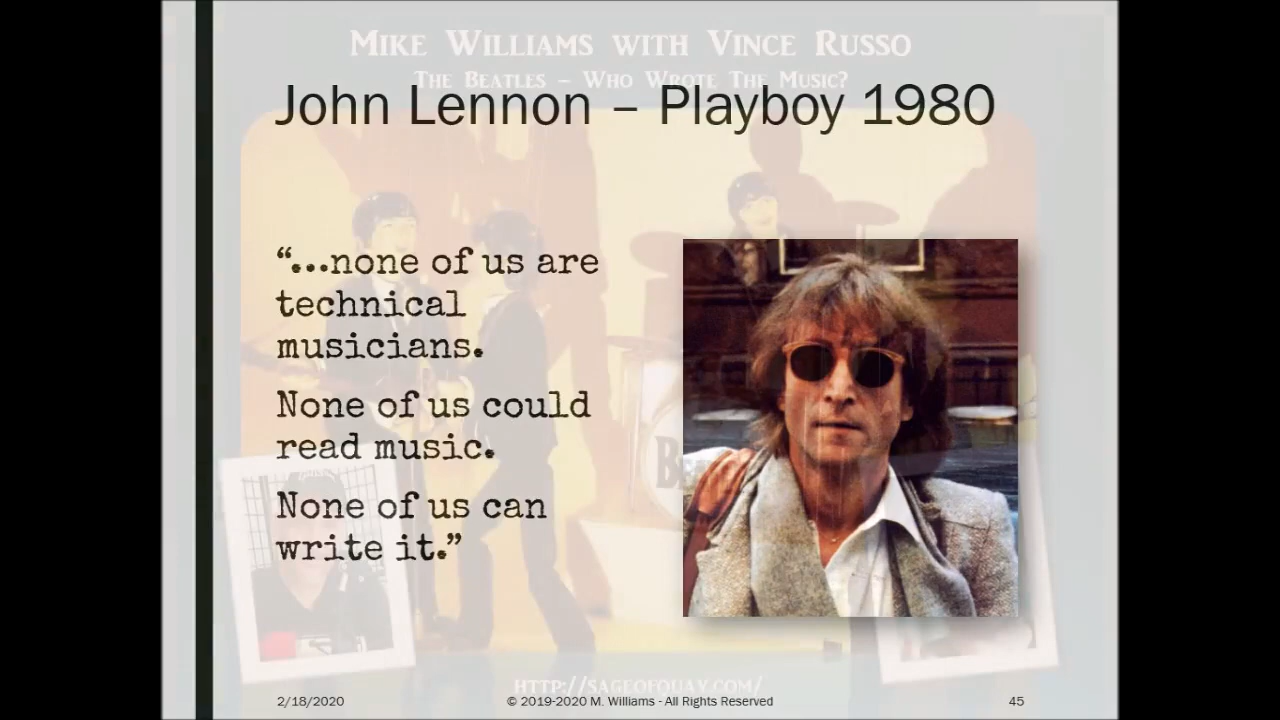 Mike Williams with Vince Russo
The Beatles – Who Wrote The Music?
John Lennon – Playboy 1980
“...none of us are
technical
musicians.
None of us could
read music.
None of us can
write it.”
http://sageofquay.com/
2/18/2020
© 2019-2020 M. Williams - All Rights Reserved
45